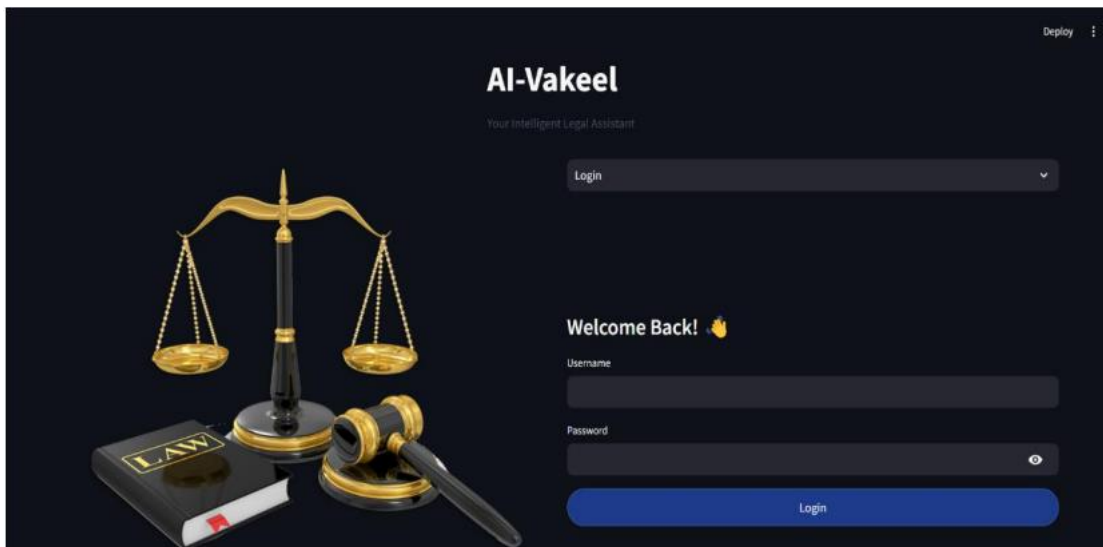 Deploy
AI-Vakeel
Your Intelligent Legal Assistant
Login
Welcome Back! 👋
Username
Password
Login
LAW